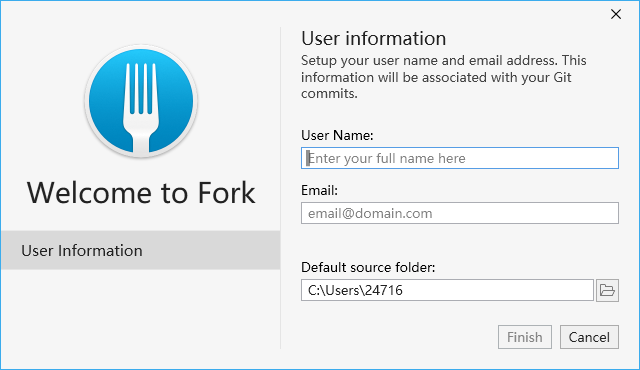 Welcome to Fork
User Information
User information
Setup your user name and email address. This
information will be associated with your Git
commits.
User Name:
Enter your full name here
Email:
email@domain.com
Default source folder:
C:\Users\24716
Finish
Cancel